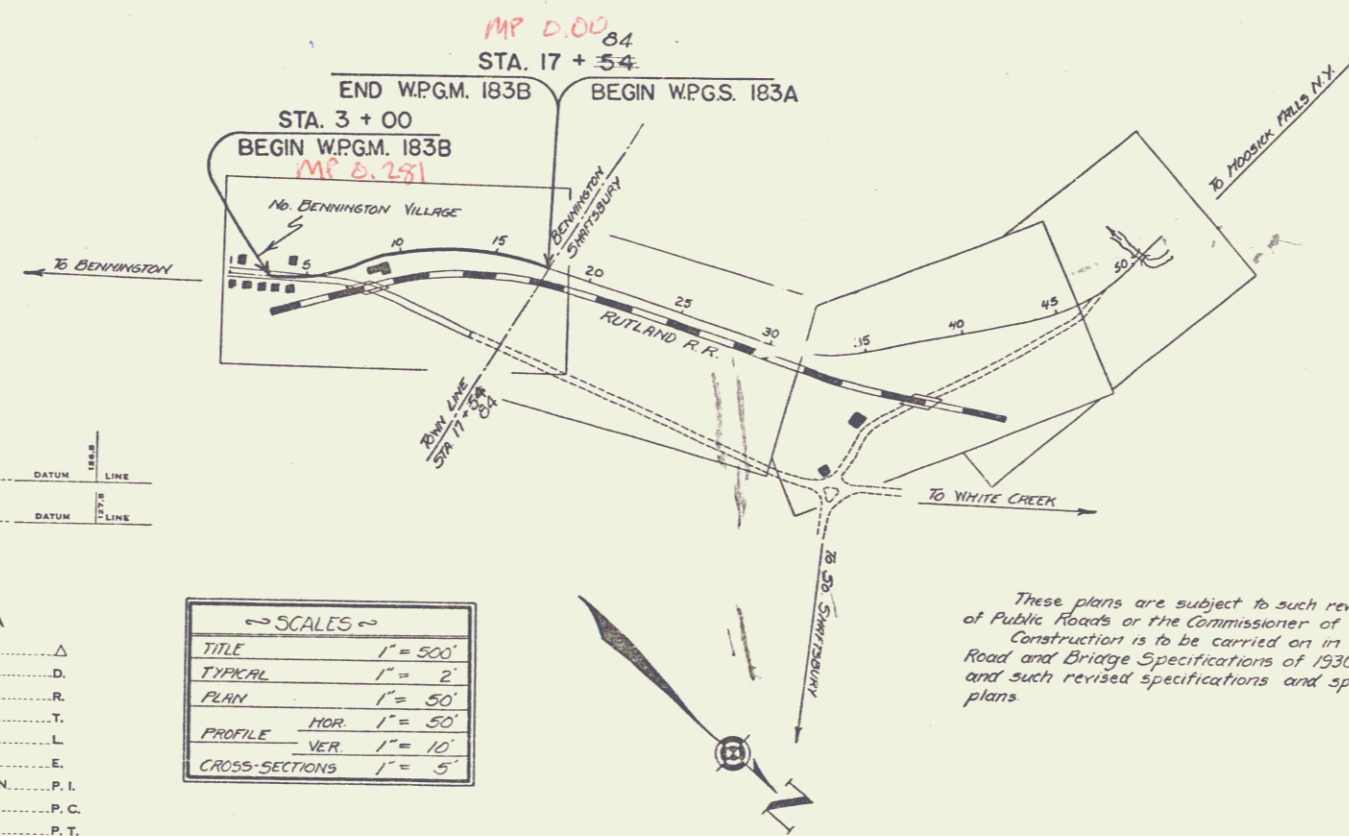 MP 0.00
84
STA. 17 + 54
END W.P.G.M. 183B
BEGIN W.P.G.S. 183A
STA. 3 + 00
BEGIN W.P.G.M. 183B
MP 0.281
No. BENNINGTON VILLAGE
BENNINGTON
SHAFTSBURY
TO HOOSICK FALLS N.Y.
TO BENNINGTON
1
5
10
15
20
25
30
35
40
45
50
RUTLAND R.R.
TOWN LINE
STA. 17 + 54
84
TO WHITE CREEK
TO SO. SHAFTSBURY
DATUM 126.5 LINE
DATUM 127.5 LINE
A
△
D.
R.
T.
L.
E.
N. P. I.
P. C.
P. T.
~ SCALES ~
TITLE 1" = 500'
TYPICAL 1" = 2'
PLAN 1" = 50'
PROFILE HOR. 1" = 50'
VER. 1" = 10'
CROSS-SECTIONS 1" = 5'
These plans are subject to such rev
of Public Roads or the Commissioner of
Construction is to be carried on in
Road and Bridge Specifications of 1930
and such revised specifications and sp
plans.
N